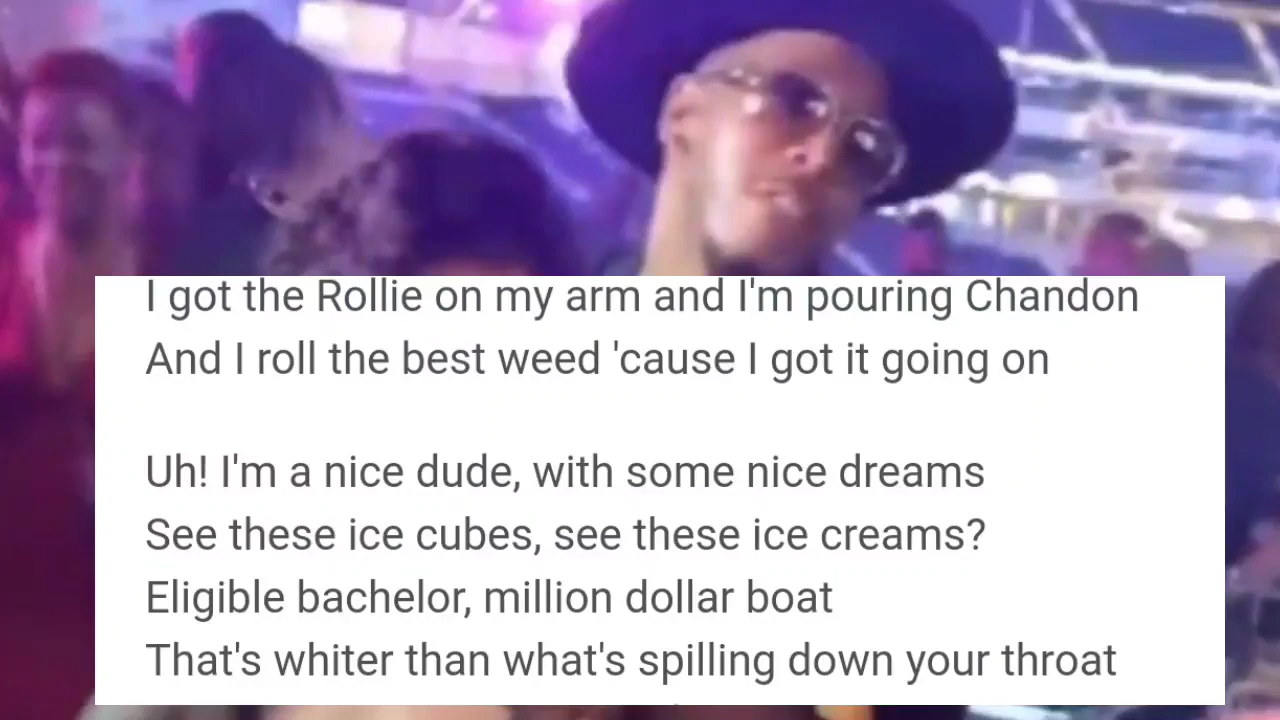 I got the Rollie on my arm and I'm pouring Chandon
And I roll the best weed 'cause I got it going on
Uh! I'm a nice dude, with some nice dreams
See these ice cubes, see these ice creams?
Eligible bachelor, million dollar boat
That's whiter than what's spilling down your throat